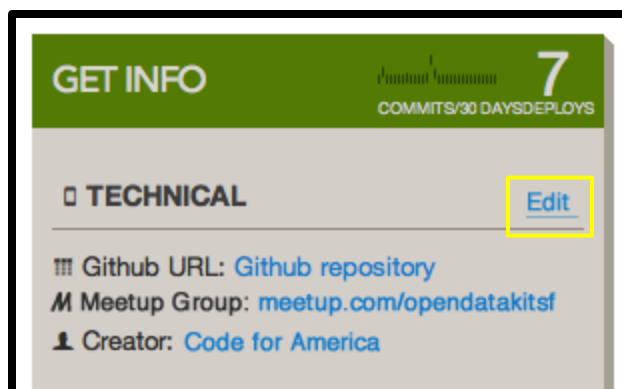 GET INFO
7
COMMITS/30 DAYSDEPLOYS
TECHNICAL
Edit
Github URL: Github repository
Meetup Group: meetup.com/opendatakitsf
Creator: Code for America